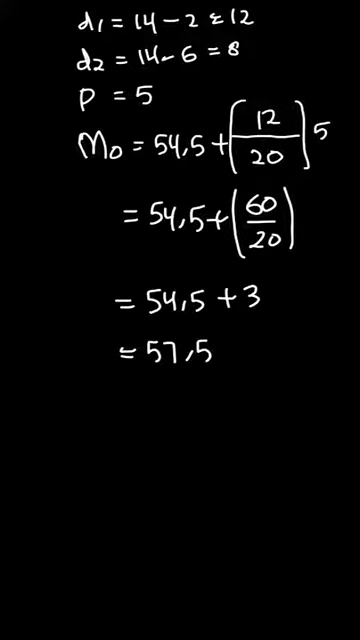 d1 = 14 - 2 = 12
d2 = 14 - 6 = 8
P = 5
Mo = 54,5 + (12/20) 5
= 54,5 + (60/20)
= 54,5 + 3
= 57,5